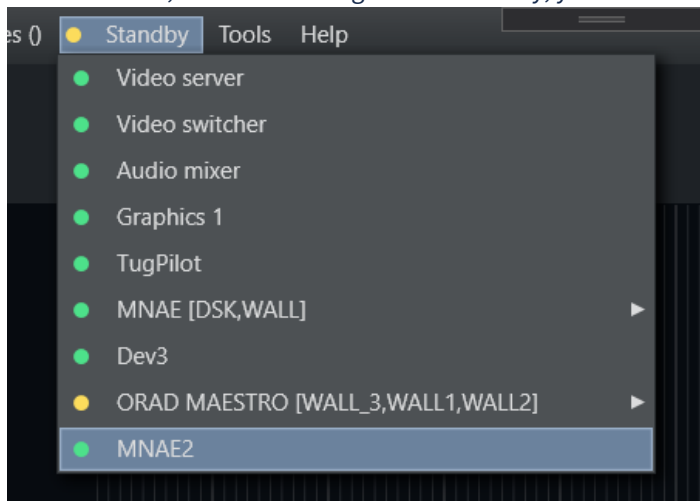 es () Standby Tools Help
Video server
Video switcher
Audio mixer
Graphics 1
TugPilot
MNAE [DSK,WALL]
Dev3
ORAD MAESTRO [WALL_3,WALL1,WALL2]
MNAE2